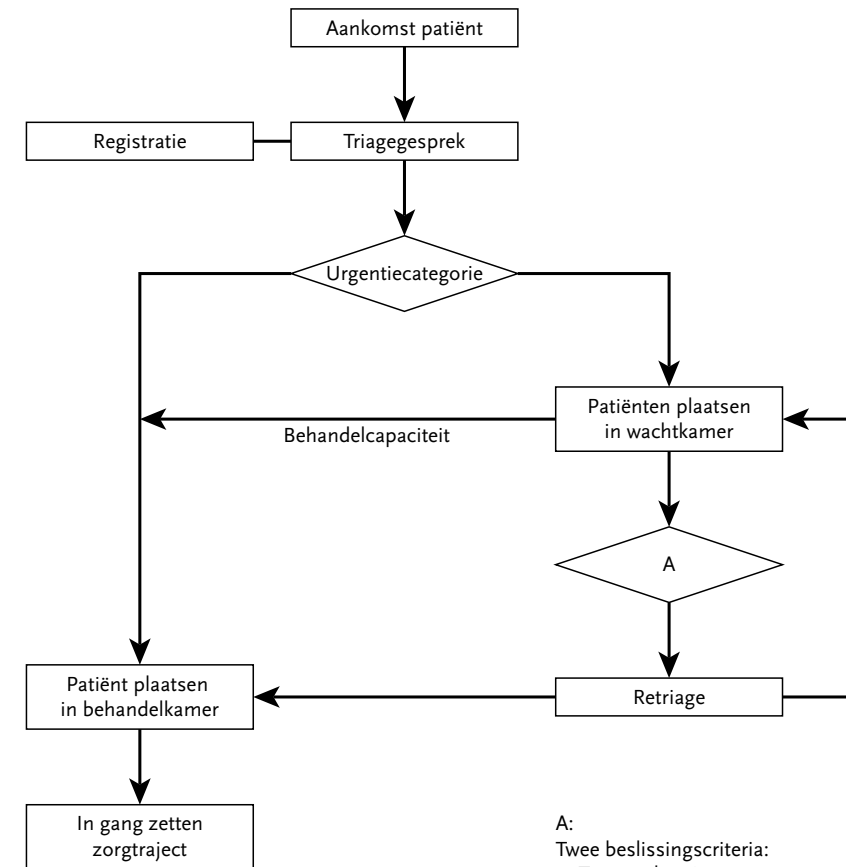 Aankomst patiënt
Registratie
Triagegesprek
Urgentiecategorie
Patiënten plaatsen
in wachtkamer
Behandelcapaciteit
A
Patiënt plaatsen
in behandelkamer
Retriage
In gang zetten
zorgtraject
A:
Twee beslissingscriteria: